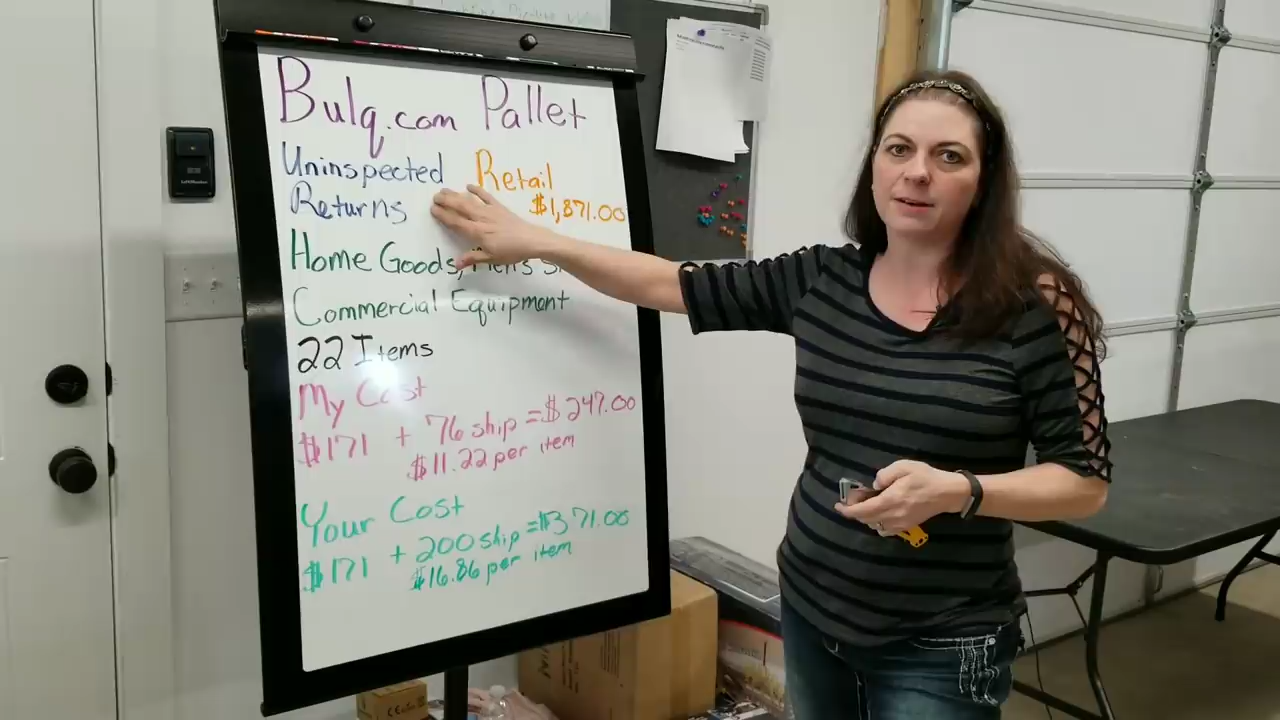 Bulq.com Pallet
Uninspected Retail
Returns $1,871.00
Home Goods, Men's
Commercial Equipment
22 Items
My Cost
$171 + 76 ship = $247.00
$11.22 per item
Your Cost
$171 + 200 ship = $371.00
$16.86 per item